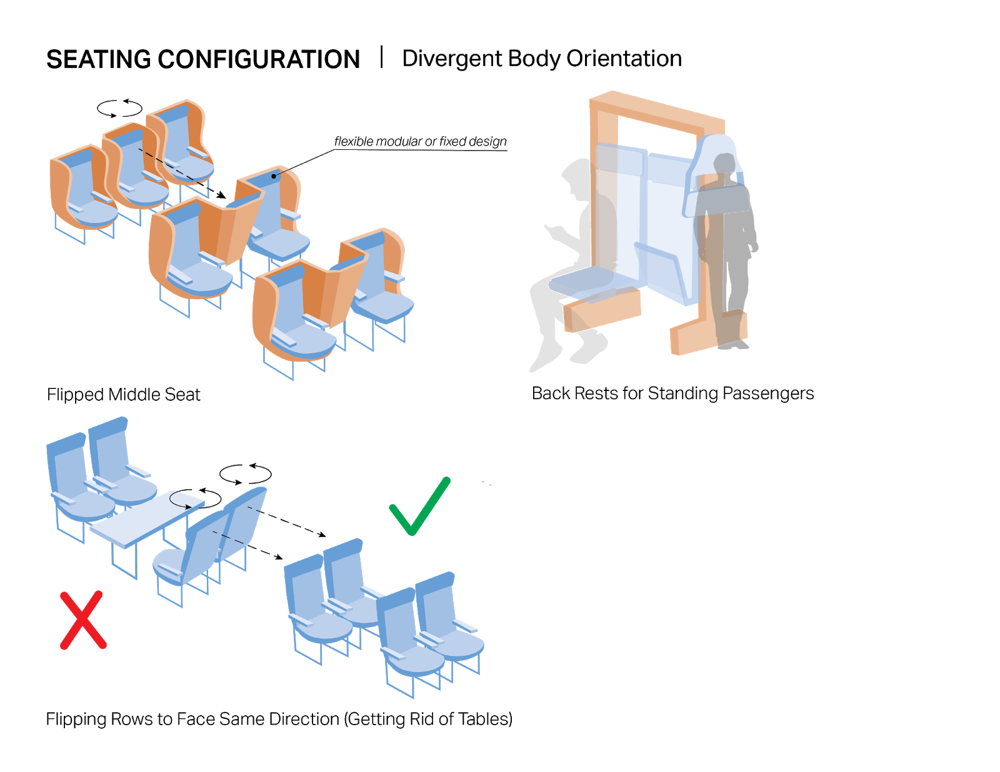 SEATING CONFIGURATION | Divergent Body Orientation
flexible modular or fixed design
Flipped Middle Seat
Back Rests for Standing Passengers
Flipping Rows to Face Same Direction (Getting Rid of Tables)